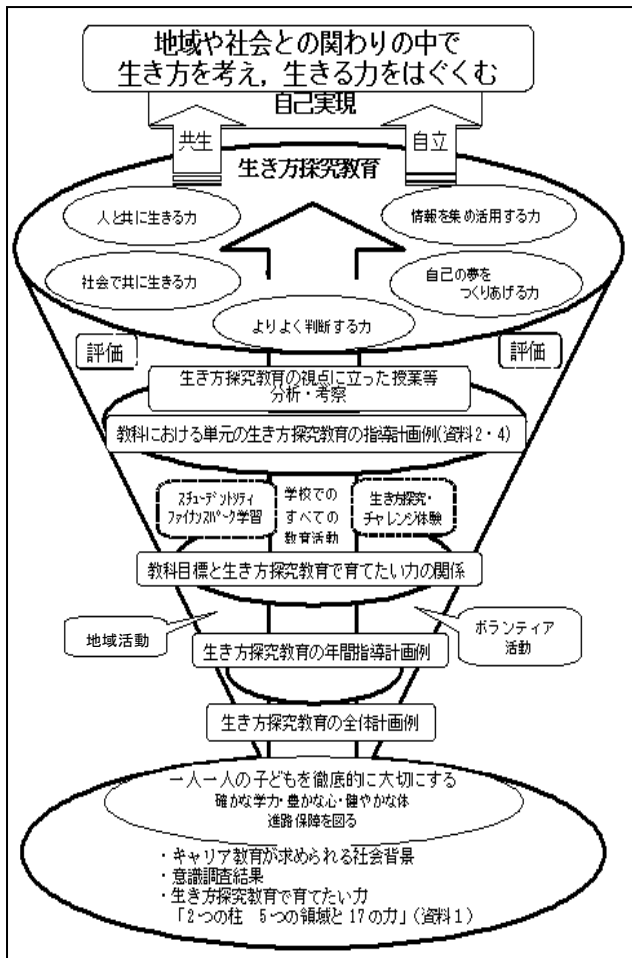 地域や社会との関わりの中で
生き方を考え，生きる力をはぐくむ
自己実現
共生
自立
生き方探究教育
人と共に生きる力
情報を集め活用する力
社会で共に生きる力
自己の夢を
つくりあげる力
よりよく判断する力
評価
評価
生き方探究教育の視点に立った授業等
分析・考察
教科における単元の生き方探究教育の指導計画例(資料2・4)
スチューデントシティ
ファイナンスパーク学習
学校での
すべての
教育活動
生き方探究・
チャレンジ体験
教科目標と生き方探究教育で育てたい力の関係
地域活動
ボランティア
活動
生き方探究教育の年間指導計画例
生き方探究教育の全体計画例
一人一人の子どもを徹底的に大切にする
確かな学力・豊かな心・健やかな体
進路保障を図る
・キャリア教育が求められる社会背景
・意識調査結果
・生き方探究教育で育てたい力
「2つの柱　5つの領域と17の力」(資料1)